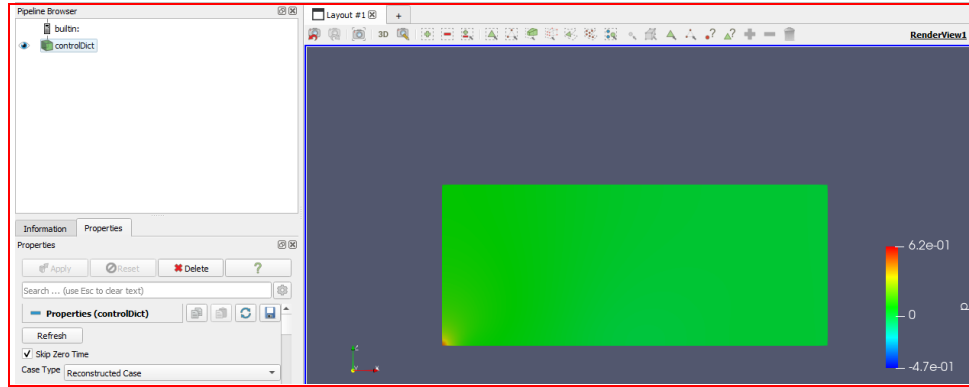 Pipeline Browser
builtin:
controlDict
Information Properties
Properties
Apply Reset Delete ?
Search ... (use Esc to clear text)
Properties (controlDict)
Refresh
Skip Zero Time
Case Type Reconstructed Case
Layout #1 +
3D
RenderView1
6.2e-01
0
-4.7e-01
p